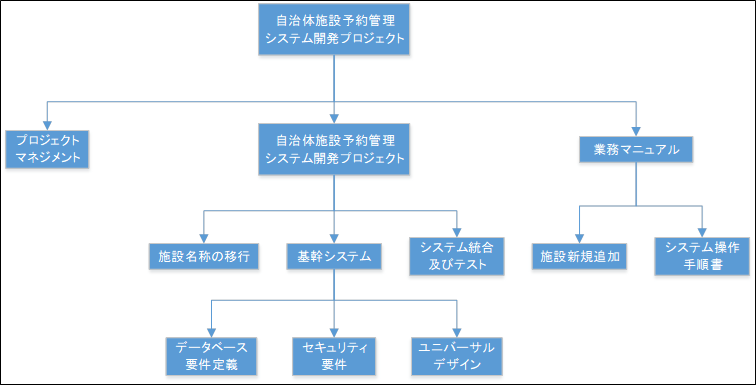 自治体施設予約管理
システム開発プロジェクト
プロジェクト
マネジメント
自治体施設予約管理
システム開発プロジェクト
業務マニュアル
施設名称の移行
基幹システム
システム統合
及びテスト
施設新規追加
システム操作
手順書
データベース
要件定義
セキュリティ
要件
ユニバーサル
デザイン